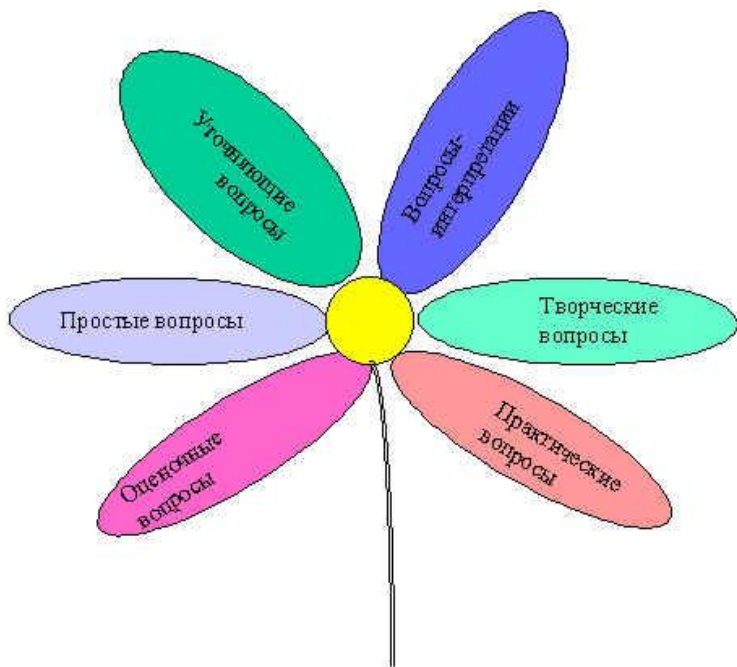 Уточняющие
вопросы
Вопросы-
интерпретации
Простые вопросы
Творческие
вопросы
Оценочные
вопросы
Практические
вопросы